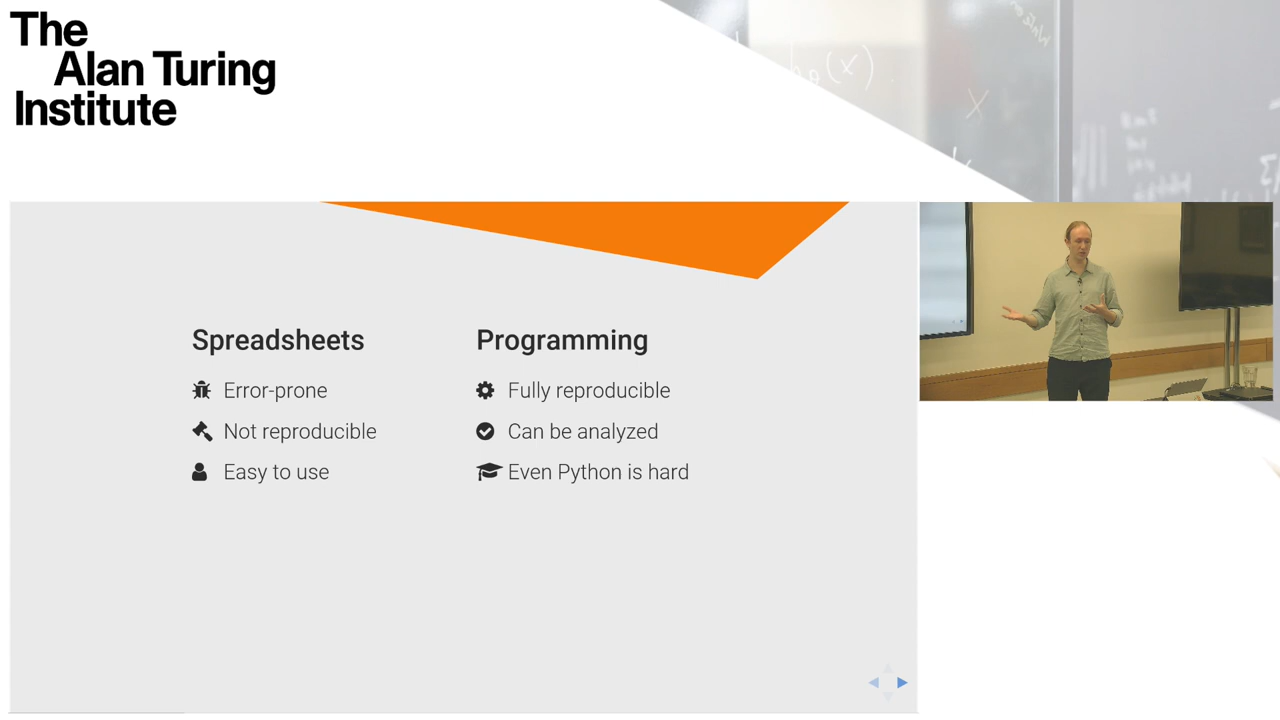 The
Alan Turing
Institute
Spreadsheets
Error-prone
Not reproducible
Easy to use
Programming
Fully reproducible
Can be analyzed
Even Python is hard